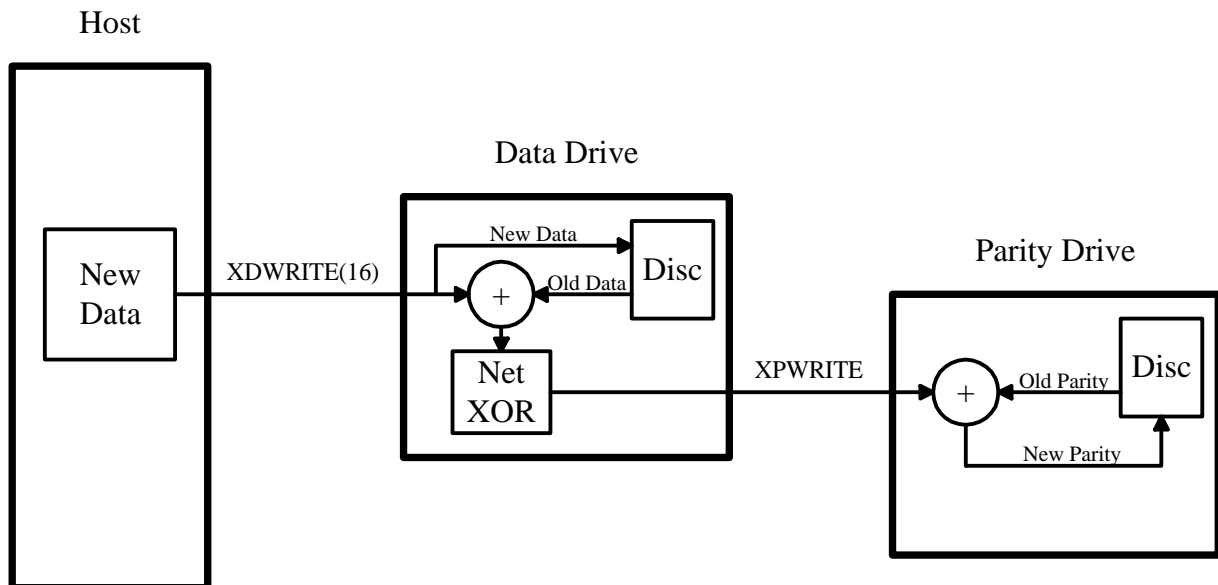 Host
New
Data
XDWRITE(16)
Data Drive
New Data
+
Old Data
Disc
Net
XOR
XPWRITE
Parity Drive
+
Old Parity
Disc
New Parity